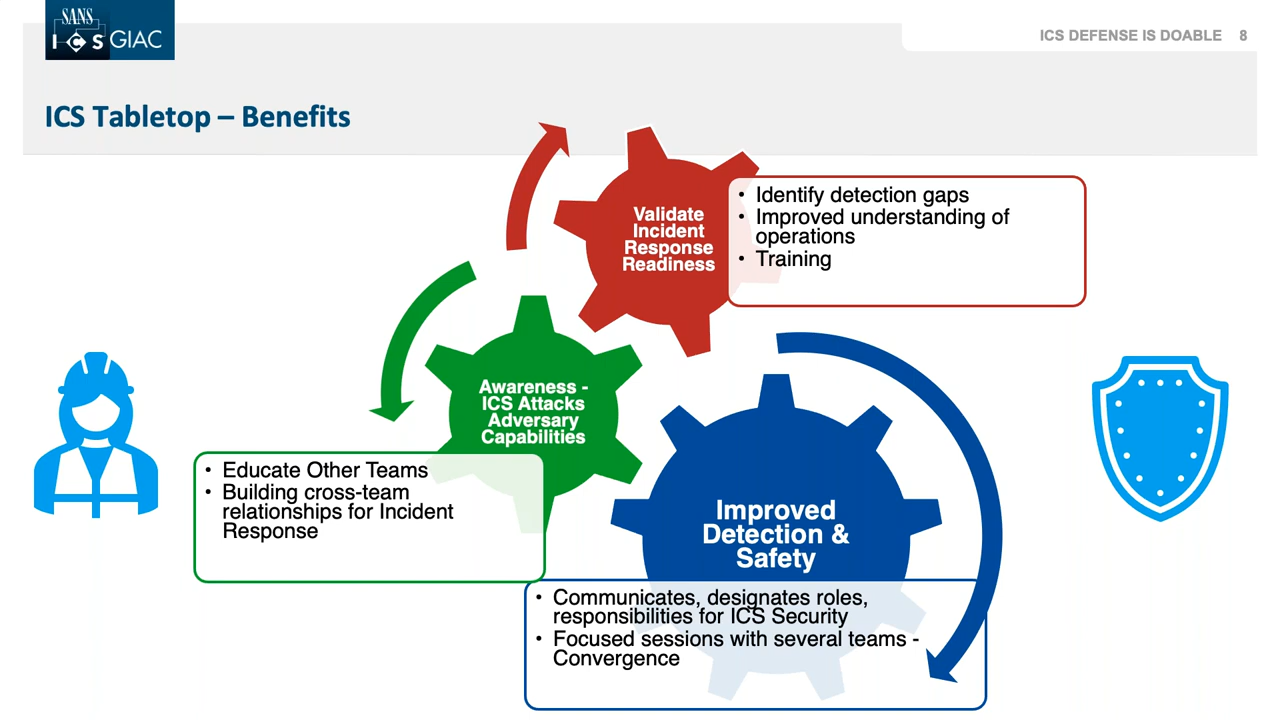 SANS
ICS GIAC
ICS DEFENSE IS DOABLE 8
ICS Tabletop – Benefits
Validate
Incident
Response
Readiness
• Identify detection gaps
• Improved understanding of
operations
• Training
Awareness -
ICS Attacks
Adversary
Capabilities
• Educate Other Teams
• Building cross-team
relationships for Incident
Response
Improved
Detection &
Safety
• Communicates, designates roles,
responsibilities for ICS Security
• Focused sessions with several teams -
Convergence